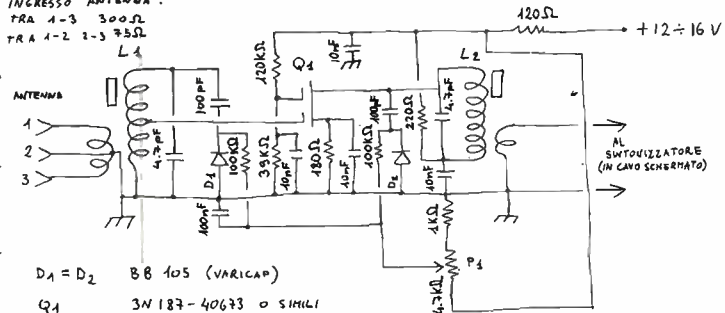 INGRESSO ANTENNA:
TRA 1-3 300Ω
TRA 1-2 2-3 75Ω
L1
120Ω
+12÷16 V
10nF
120KΩ
Q1
L2
ANTENNA
100pF
100pF
220Ω
4.7pF
1
2
3
4.7pF
D1
100KΩ
39KΩ
10nF
180Ω
10nF
100KΩ
D2
10nF
AL
SINTONIZZATORE
(IN CAVO SCHERMATO)
100nF
1KΩ
P1
4.7KΩ
D1 = D2 BB 105 (VARICAP)
Q1 3N 187-40673 O SIMILI